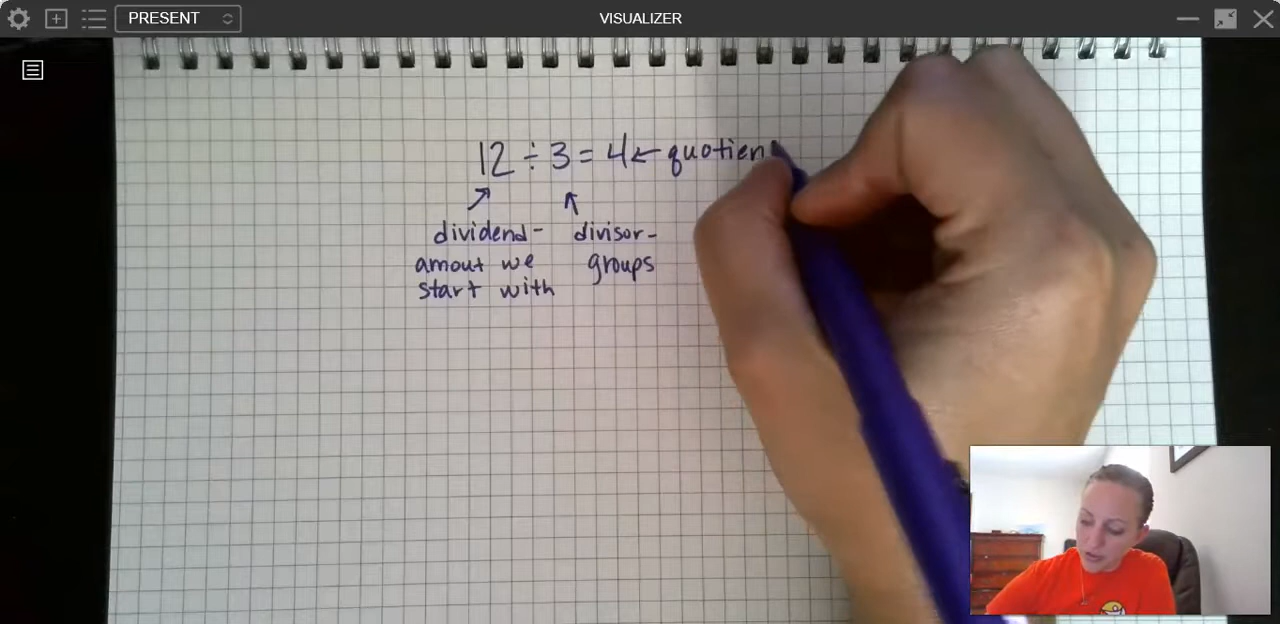 PRESENT
VISUALIZER
12 ÷ 3 = 4 ← quotien
dividend- divisor-
amout we groups
start with